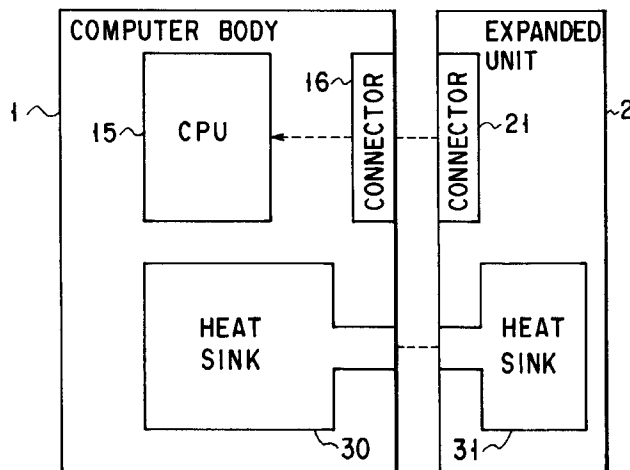 COMPUTER BODY
EXPANDED
UNIT
1
2
15
CPU
16
CONNECTOR
CONNECTOR
21
HEAT
SINK
HEAT
SINK
30
31